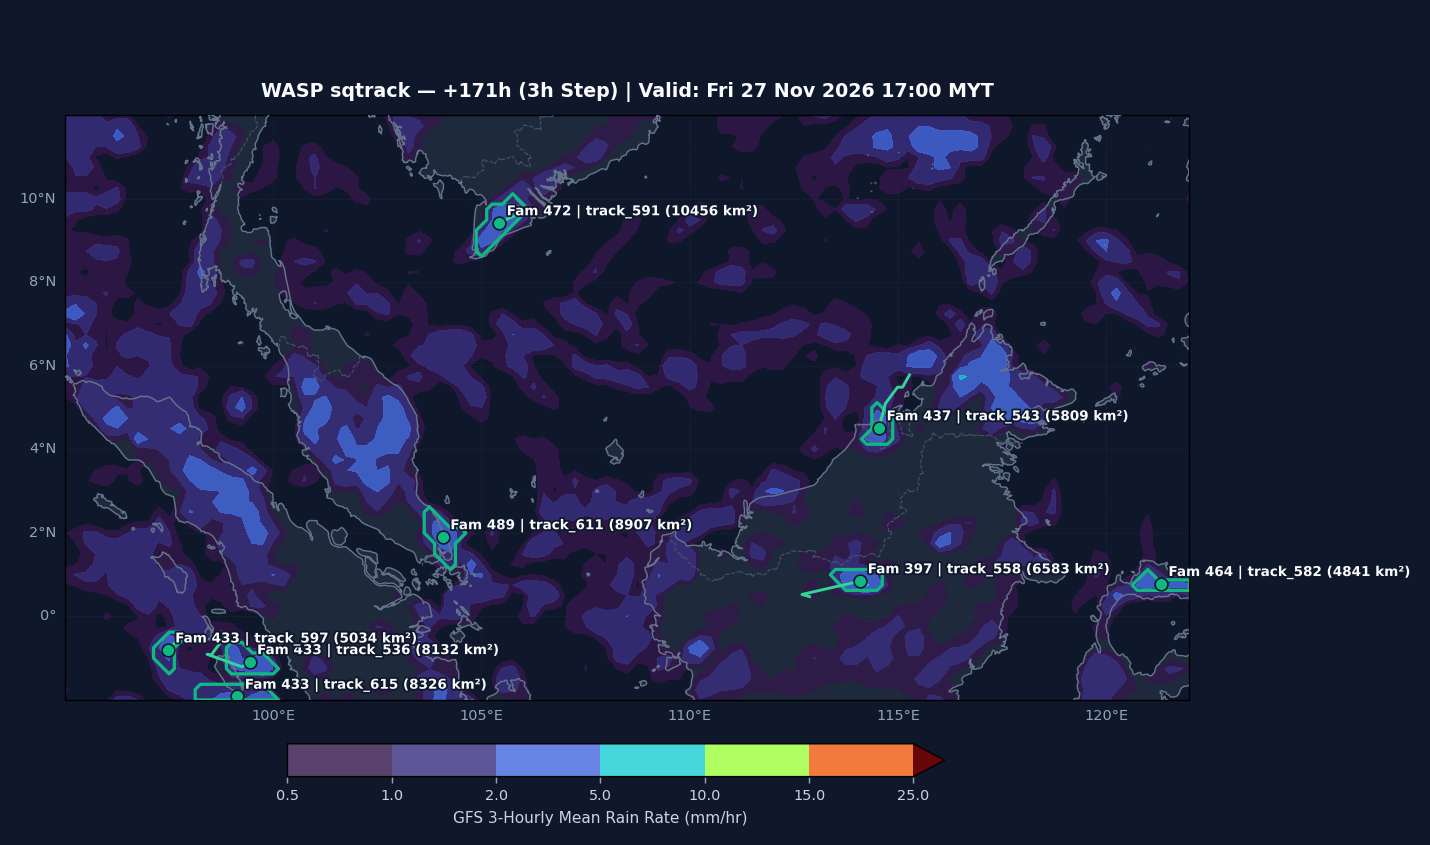 WASP sqtrack — +171h (3h Step) | Valid: Fri 27 Nov 2026 17:00 MYT
10°N
8°N
6°N
4°N
2°N
0°
Fam 472 | track_591 (10456 km²)
Fam 437 | track_543 (5809 km²)
Fam 489 | track_611 (8907 km²)
Fam 397 | track_558 (6583 km²)
Fam 464 | track_582 (4841 km²)
Fam 433 | track_597 (5034 km²)
Fam 433 | track_536 (8132 km²)
Fam 433 | track_615 (8326 km²)
100°E 105°E 110°E 115°E 120°E
0.5 1.0 2.0 5.0 10.0 15.0 25.0
GFS 3-Hourly Mean Rain Rate (mm/hr)